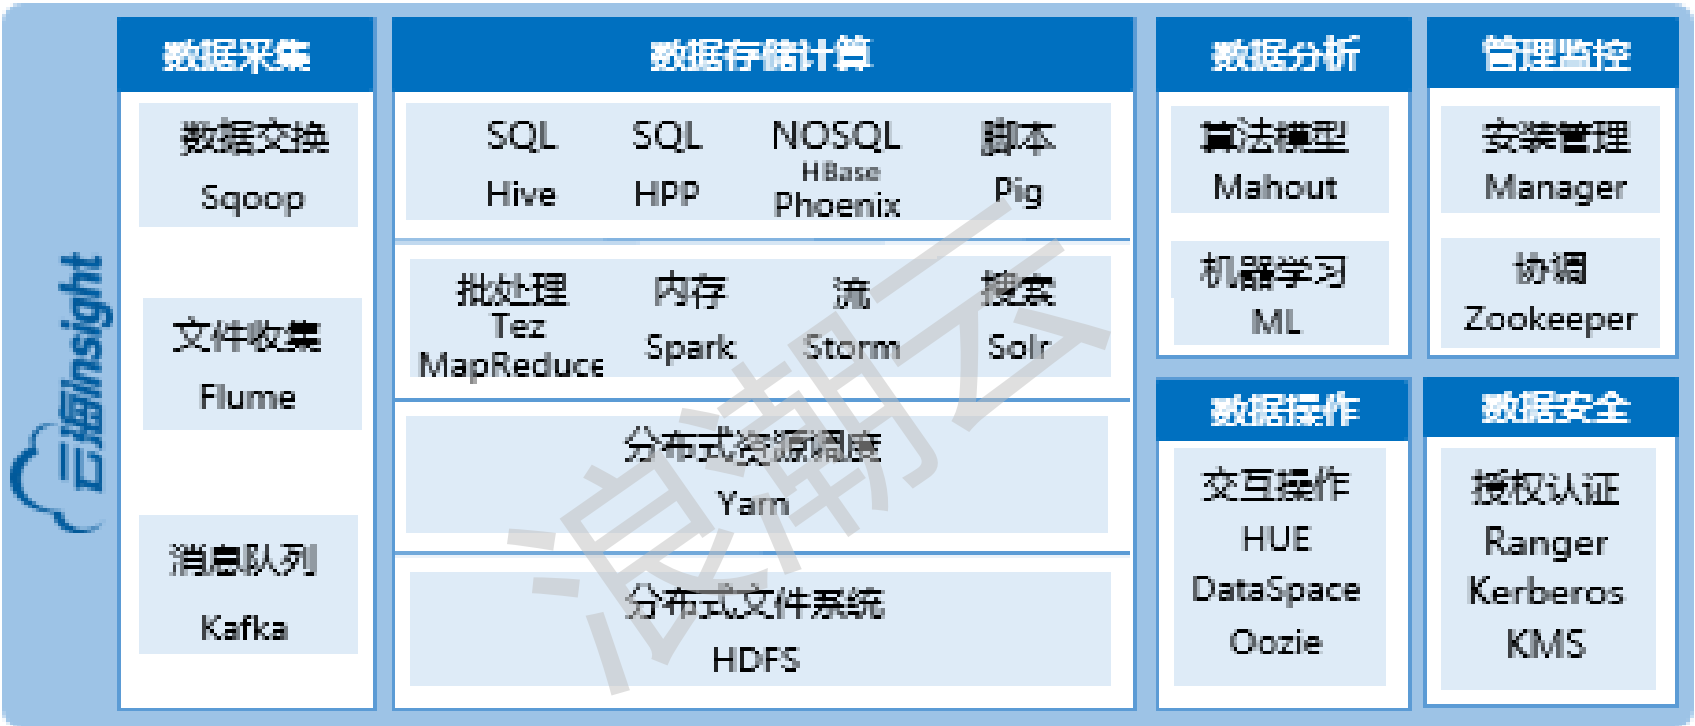 云海Insight
数据采集
数据交换
Sqoop
文件收集
Flume
消息队列
Kafka
数据存储计算
SQL SQL NOSQL 脚本
Hive HPP HBase Phoenix Pig
批处理 内存 流 搜索
Tez MapReduce Spark Storm Solr
分布式资源调度
Yarn
分布式文件系统
HDFS
数据分析
算法模型
Mahout
机器学习
ML
管理监控
安装管理
Manager
协调
Zookeeper
数据操作
交互操作
HUE
DataSpace
Oozie
数据安全
授权认证
Ranger
Kerberos
KMS
浪潮云